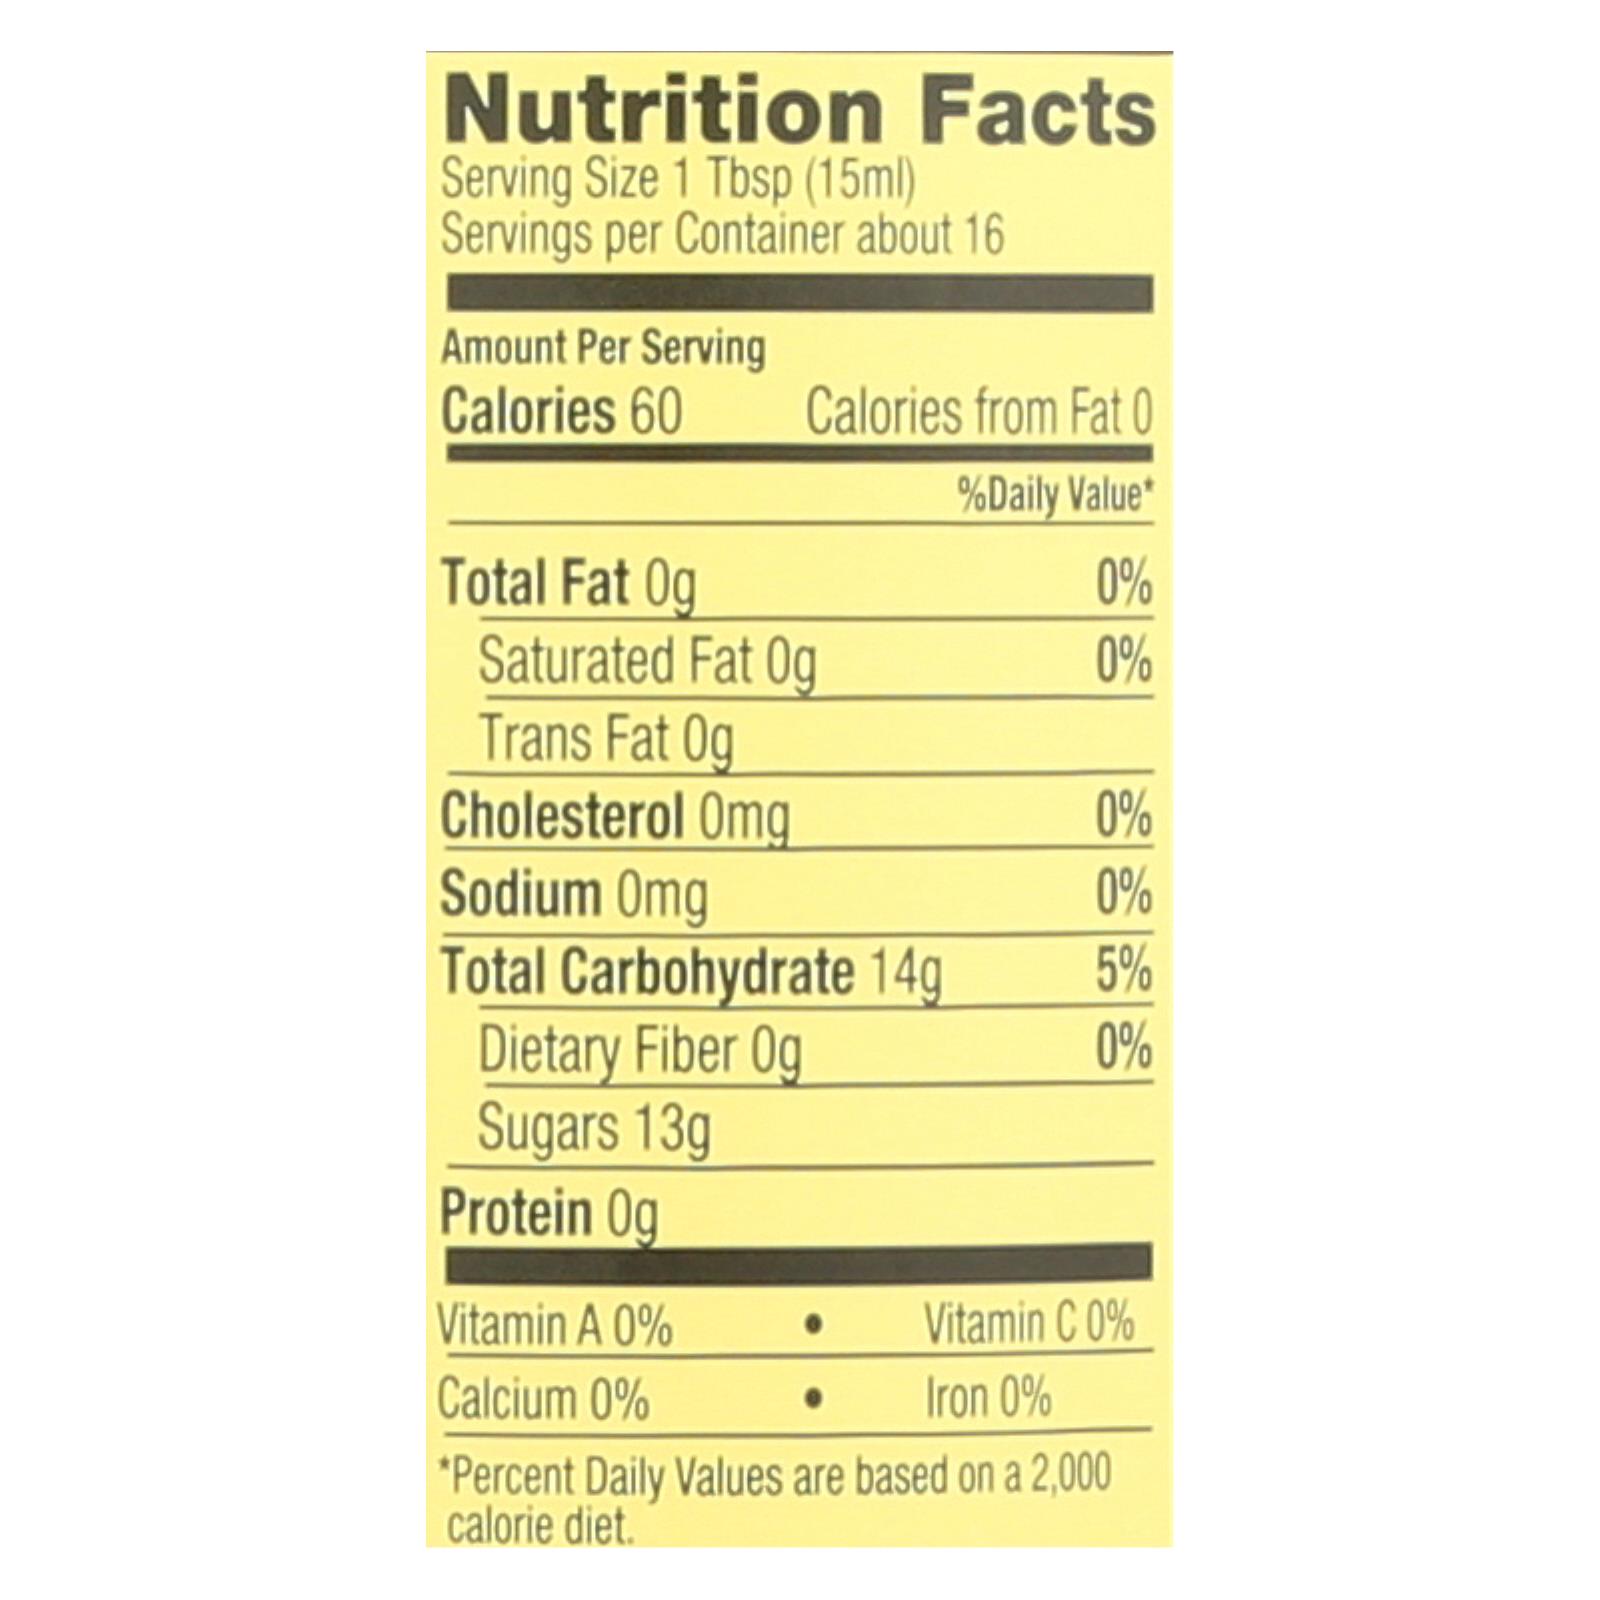 Nutrition Facts
Serving Size 1 Tbsp (15ml)
Servings per Container about 16
Amount Per Serving
Calories 60 Calories from Fat 0
%Daily Value*
Total Fat 0g 0%
Saturated Fat 0g 0%
Trans Fat 0g
Cholesterol 0mg 0%
Sodium 0mg 0%
Total Carbohydrate 14g 5%
Dietary Fiber 0g 0%
Sugars 13g
Protein 0g
Vitamin A 0% • Vitamin C 0%
Calcium 0% • Iron 0%
*Percent Daily Values are based on a 2,000
calorie diet.